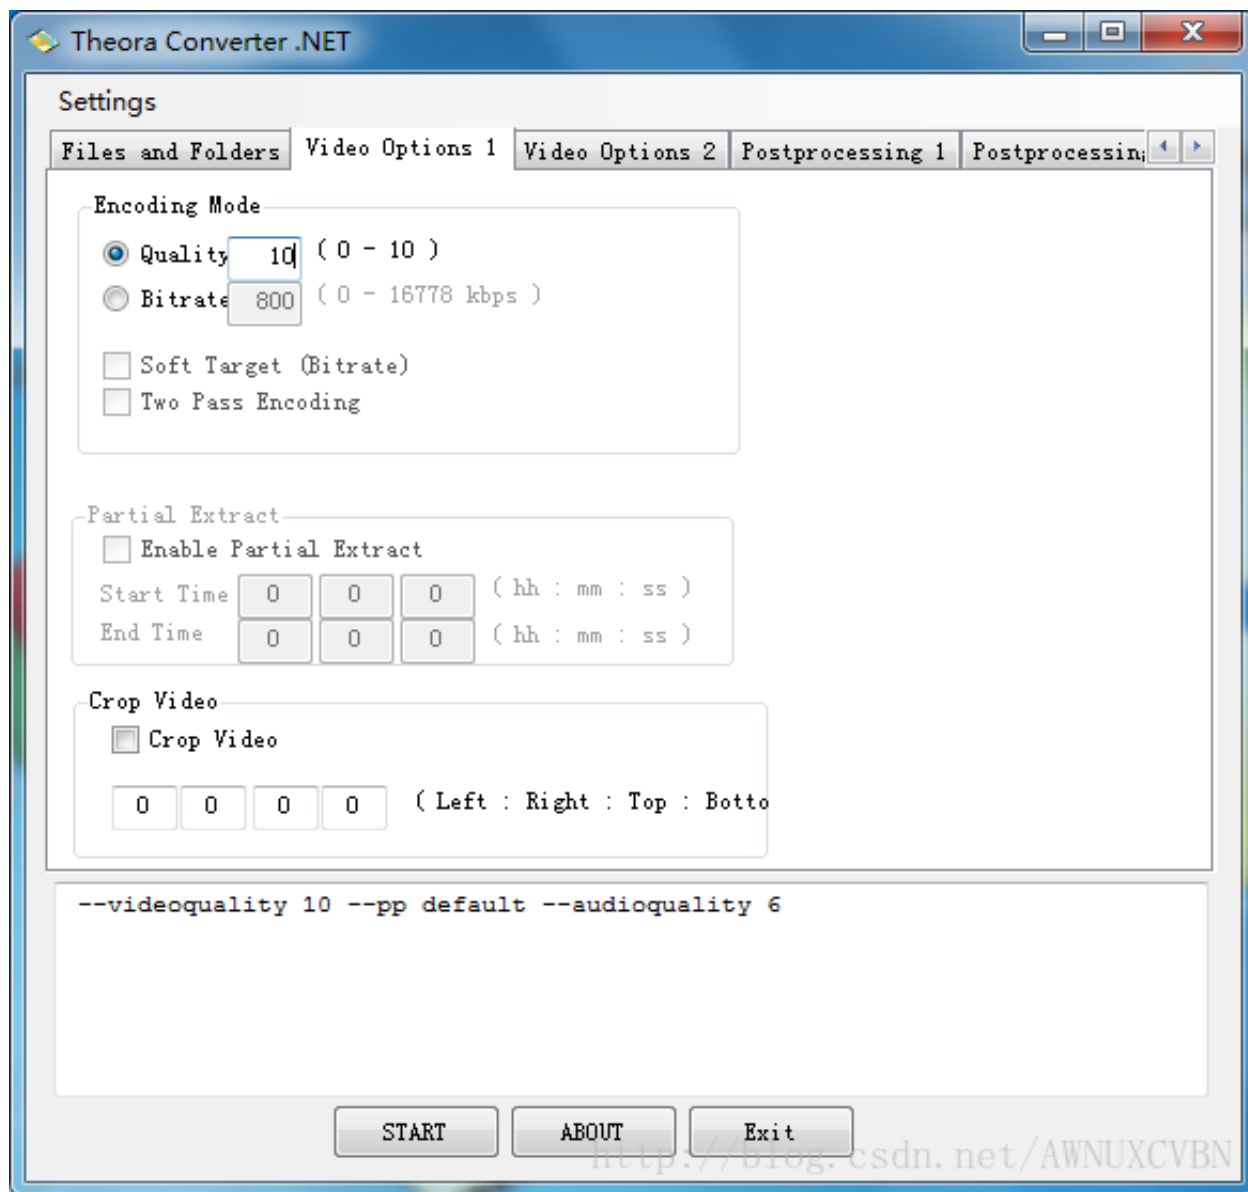 Theora Converter .NET
Settings
Files and Folders
Video Options 1
Video Options 2
Postprocessing 1
Postprocessin
Encoding Mode
Quality 10 ( 0 - 10 )
Bitrate 800 ( 0 - 16778 kbps )
Soft Target (Bitrate)
Two Pass Encoding
Partial Extract
Enable Partial Extract
Start Time 0 0 0 ( hh : mm : ss )
End Time 0 0 0 ( hh : mm : ss )
Crop Video
Crop Video
0 0 0 0 ( Left : Right : Top : Botto
--videoquality 10 --pp default --audioquality 6
START
ABOUT
Exit
http://blog.csdn.net/AWNUXCVBN